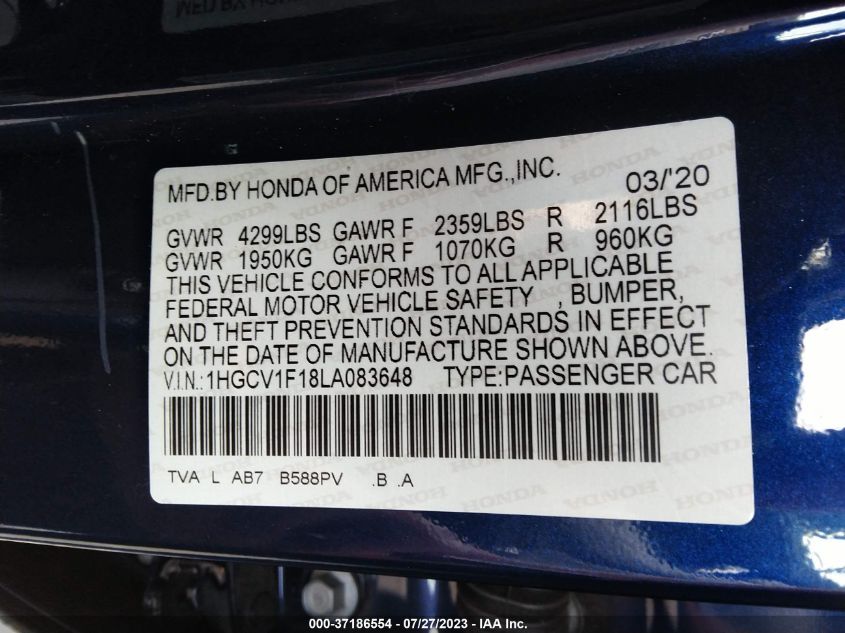 MFD.BY HONDA OF AMERICA MFG.,INC. 03/'20
GVWR 4299LBS GAWR F 2359LBS R 2116LBS
GVWR 1950KG GAWR F 1070KG R 960KG
THIS VEHICLE CONFORMS TO ALL APPLICABLE
FEDERAL MOTOR VEHICLE SAFETY , BUMPER,
AND THEFT PREVENTION STANDARDS IN EFFECT
ON THE DATE OF MANUFACTURE SHOWN ABOVE.
V.I.N.:1HGCV1F18LA083648 TYPE:PASSENGER CAR
TVA L AB7 B588PV .B .A
000-37186554 / 07/27/2023 / IAA Inc.